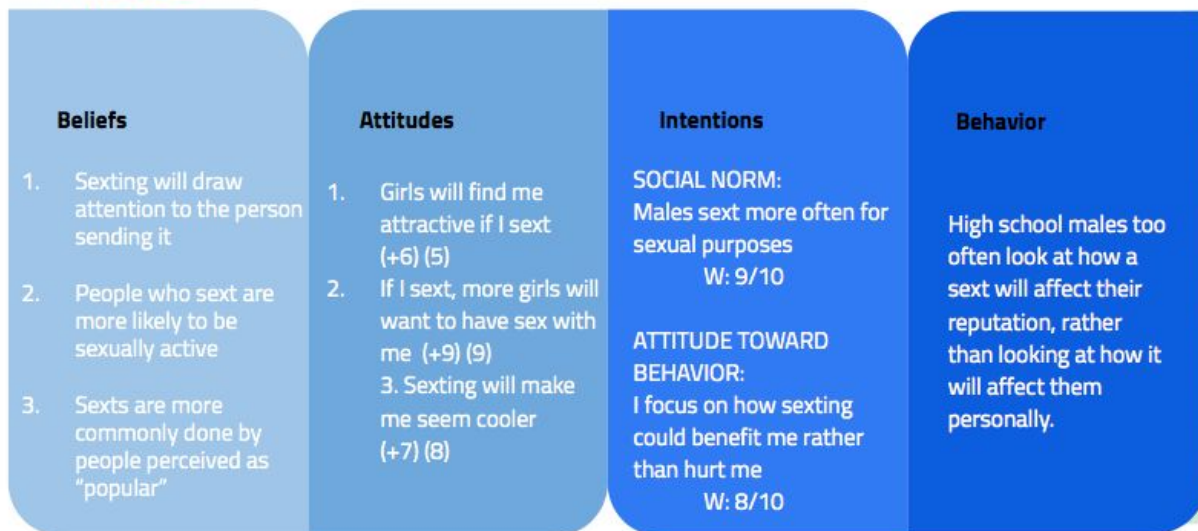 Beliefs
1. Sexting will draw
attention to the person
sending it
2. People who sext are
more likely to be
sexually active
3. Sexts are more
commonly done by
people perceived as
“popular”
Attitudes
1. Girls will find me
attractive if I sext
(+6) (5)
2. If I sext, more girls will
want to have sex with
me (+9) (9)
3. Sexting will make
me seem cooler
(+7) (8)
Intentions
SOCIAL NORM:
Males sext more often for
sexual purposes
W: 9/10
ATTITUDE TOWARD
BEHAVIOR:
I focus on how sexting
could benefit me rather
than hurt me
W: 8/10
Behavior
High school males too
often look at how a
sext will affect their
reputation, rather
than looking at how it
will affect them
personally.